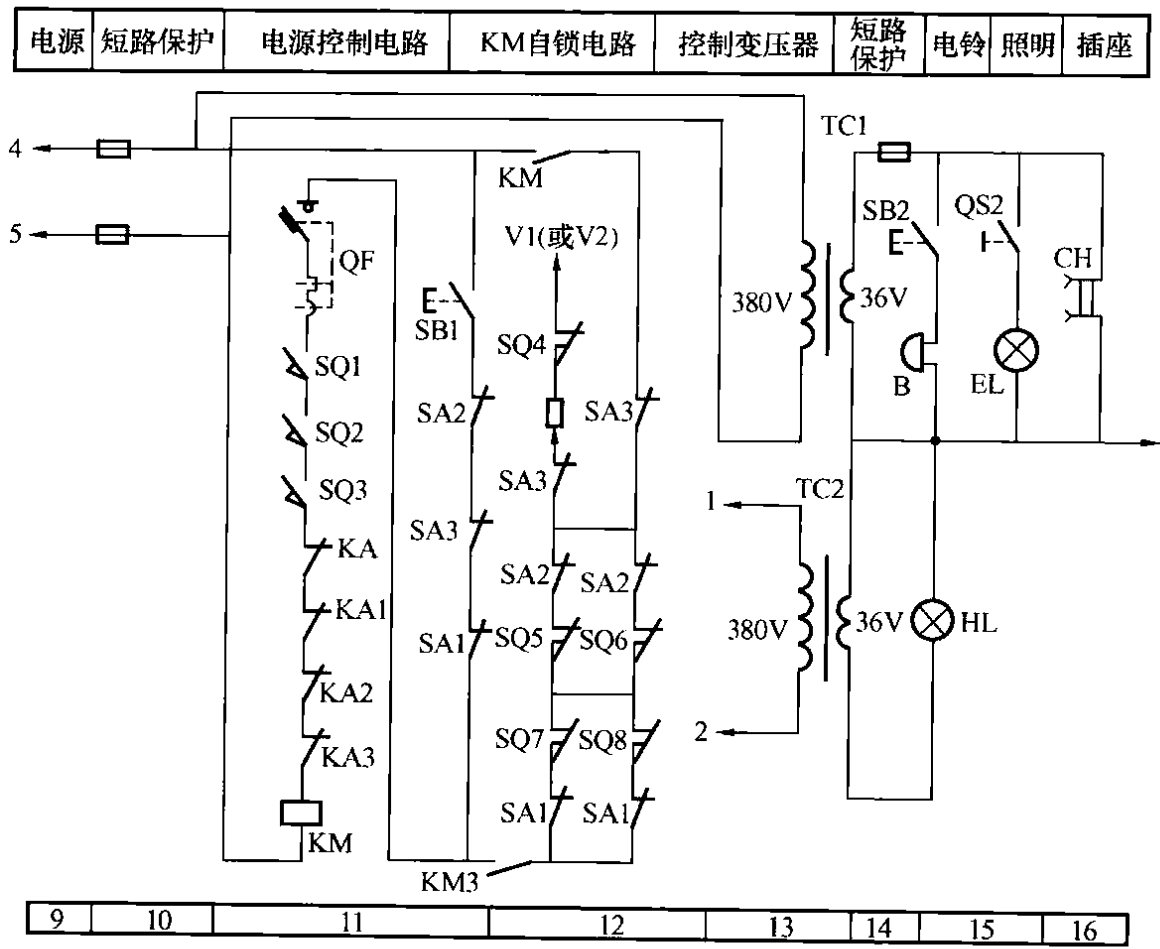 电源 短路保护 电源控制电路 KM自锁电路 控制变压器 短路保护 电铃 照明 插座
4
TC1
KM
SB2
QS2
5
V1(或V2)
QF
CH
380V
36V
SB1
SQ4
SQ1
B
EL
SA2
SA3
SQ2
SA3
SQ3
TC2
1
SA3
KA
SA2
SA2
KA1
380V
36V
HL
SA1
SQ5
SQ6
KA2
SQ7
SQ8
2
KA3
SA1
SA1
KM
KM3
9 10 11 12 13 14 15 16